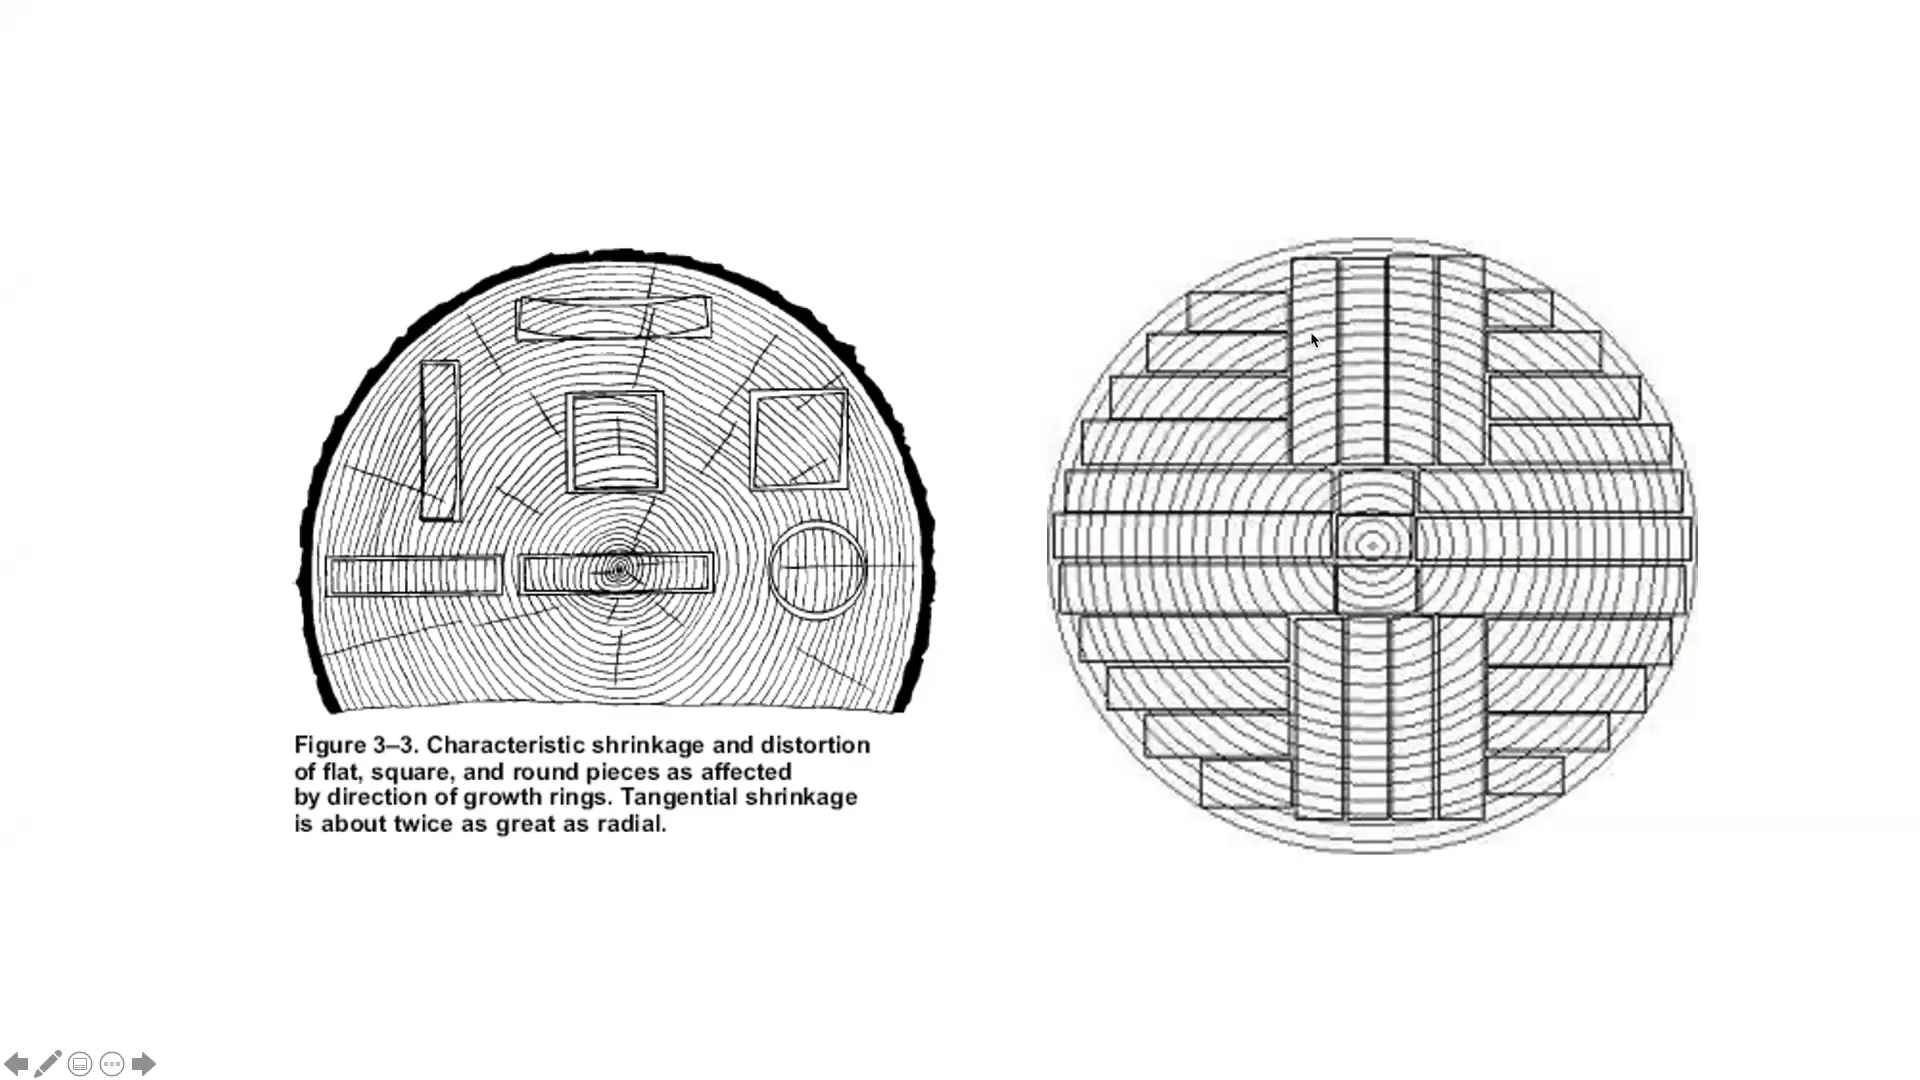 Figure 3–3. Characteristic shrinkage and distortion
of flat, square, and round pieces as affected
by direction of growth rings. Tangential shrinkage
is about twice as great as radial.